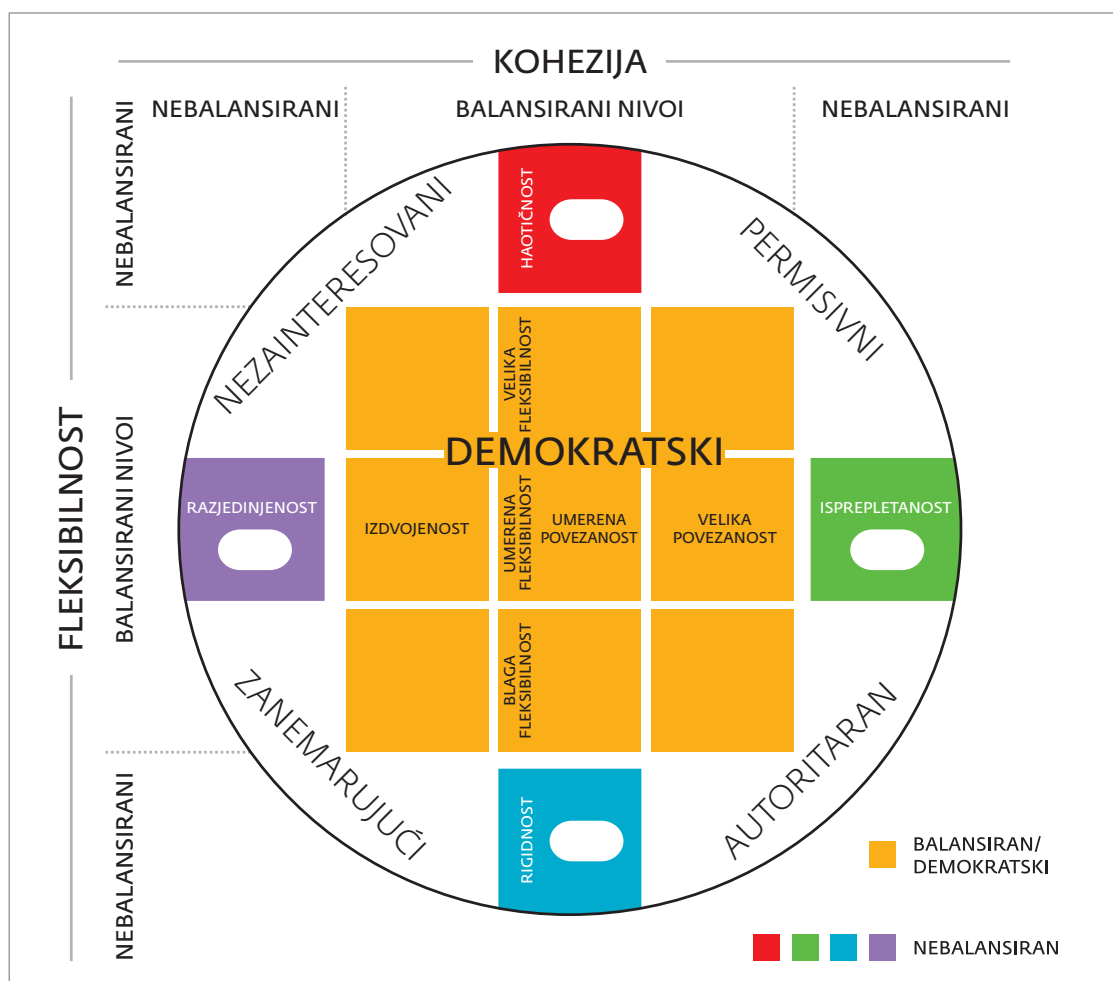 KOHEZIJA
NEBALANSIRANI
BALANSIRANI NIVOI
NEBALANSIRANI
FLEKSIBILNOST
NEBALANSIRANI
BALANSIRANI NIVOI
NEBALANSIRANI
NEZAINTERESOVANI
PERMISIVNI
HAOTIČNOST
VELIKA
FLEKSIBILNOST
DEMOKRATSKI
RAZJEDINJENOST
IZDVOJENOST
UMERENA
FLEKSIBILNOST
UMERENA
POVEZANOST
VELIKA
POVEZANOST
ISPREPLETANOST
BLAGA
FLEKSIBILNOST
ZANEMARUJUĆI
AUTORITARAN
RIGIDNOST
BALANSIRAN/
DEMOKRATSKI
NEBALANSIRAN